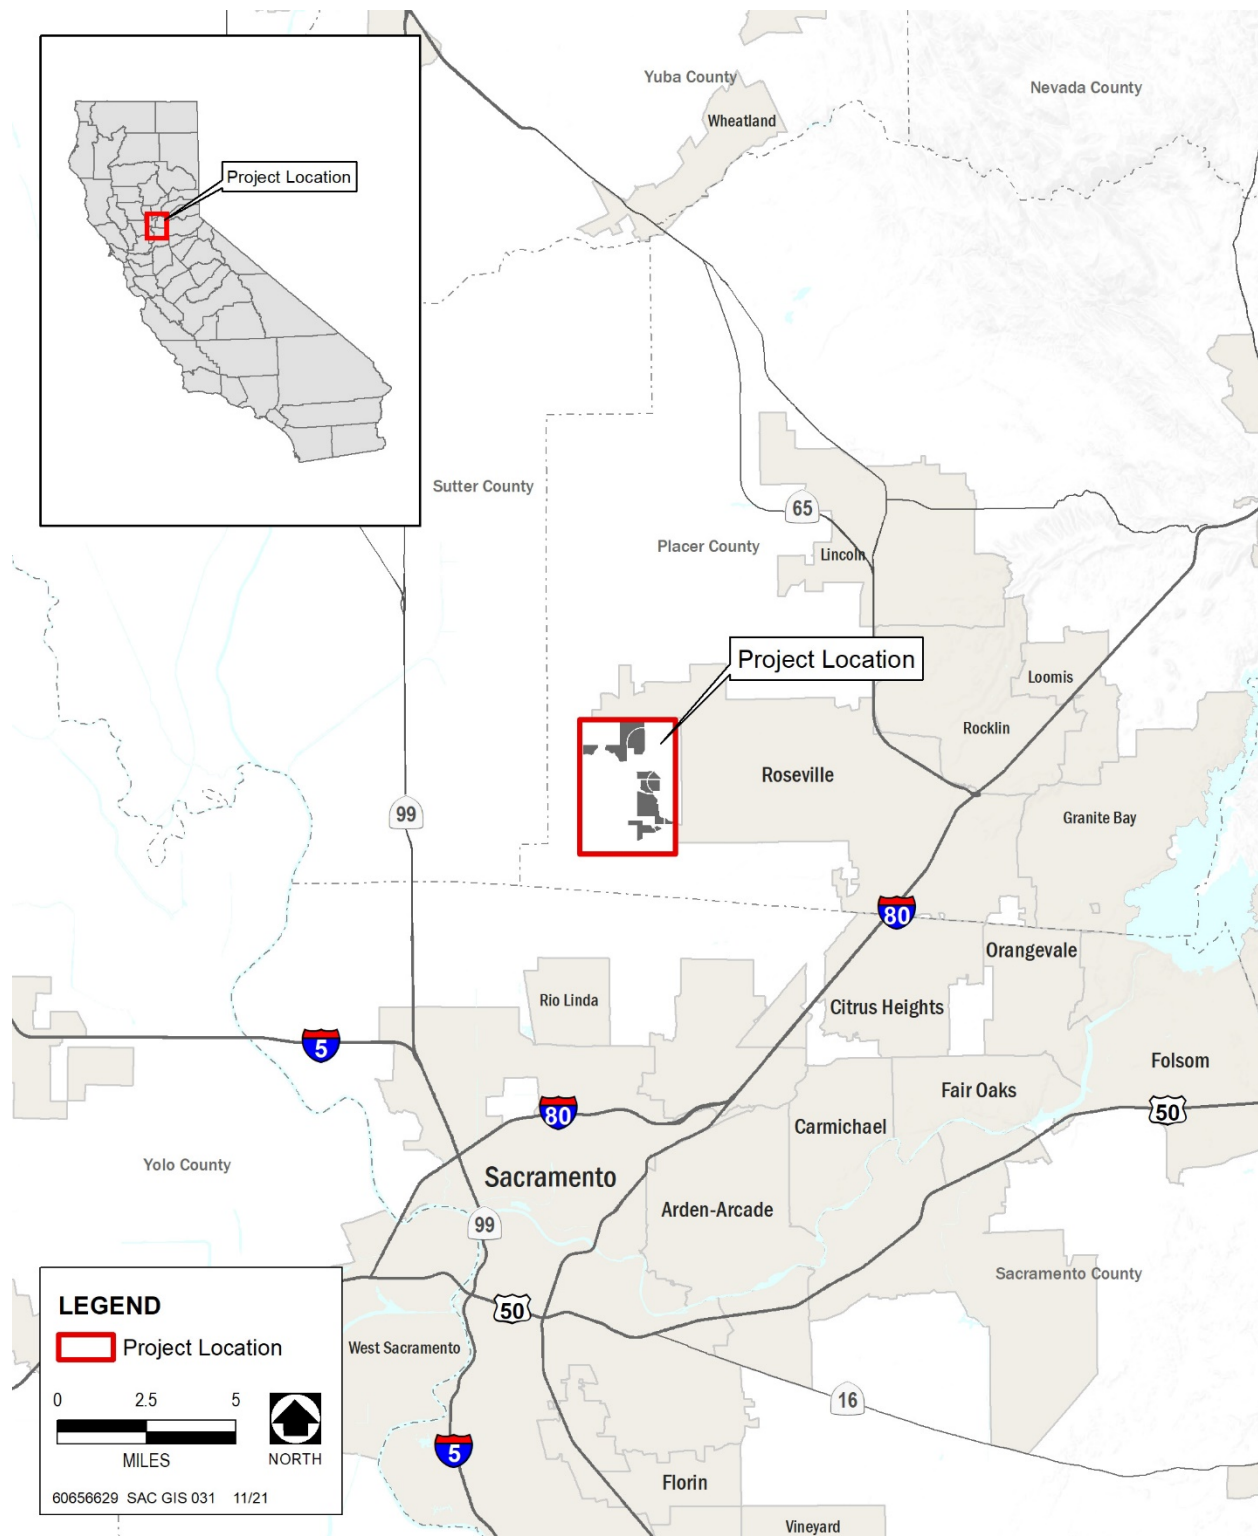 Yuba County
Nevada County
Wheatland
Project Location
Sutter County
65
Placer County
Lincoln
Project Location
Loomis
Rocklin
Roseville
99
Granite Bay
80
Orangevale
Rio Linda
Citrus Heights
5
Folsom
Fair Oaks
80
50
Carmichael
Yolo County
Sacramento
Arden-Arcade
99
Sacramento County
50
LEGEND
Project Location
West Sacramento
0 2.5 5
MILES
NORTH
16
5
Florin
60656629 SAC GIS 031 11/21
Vineyard